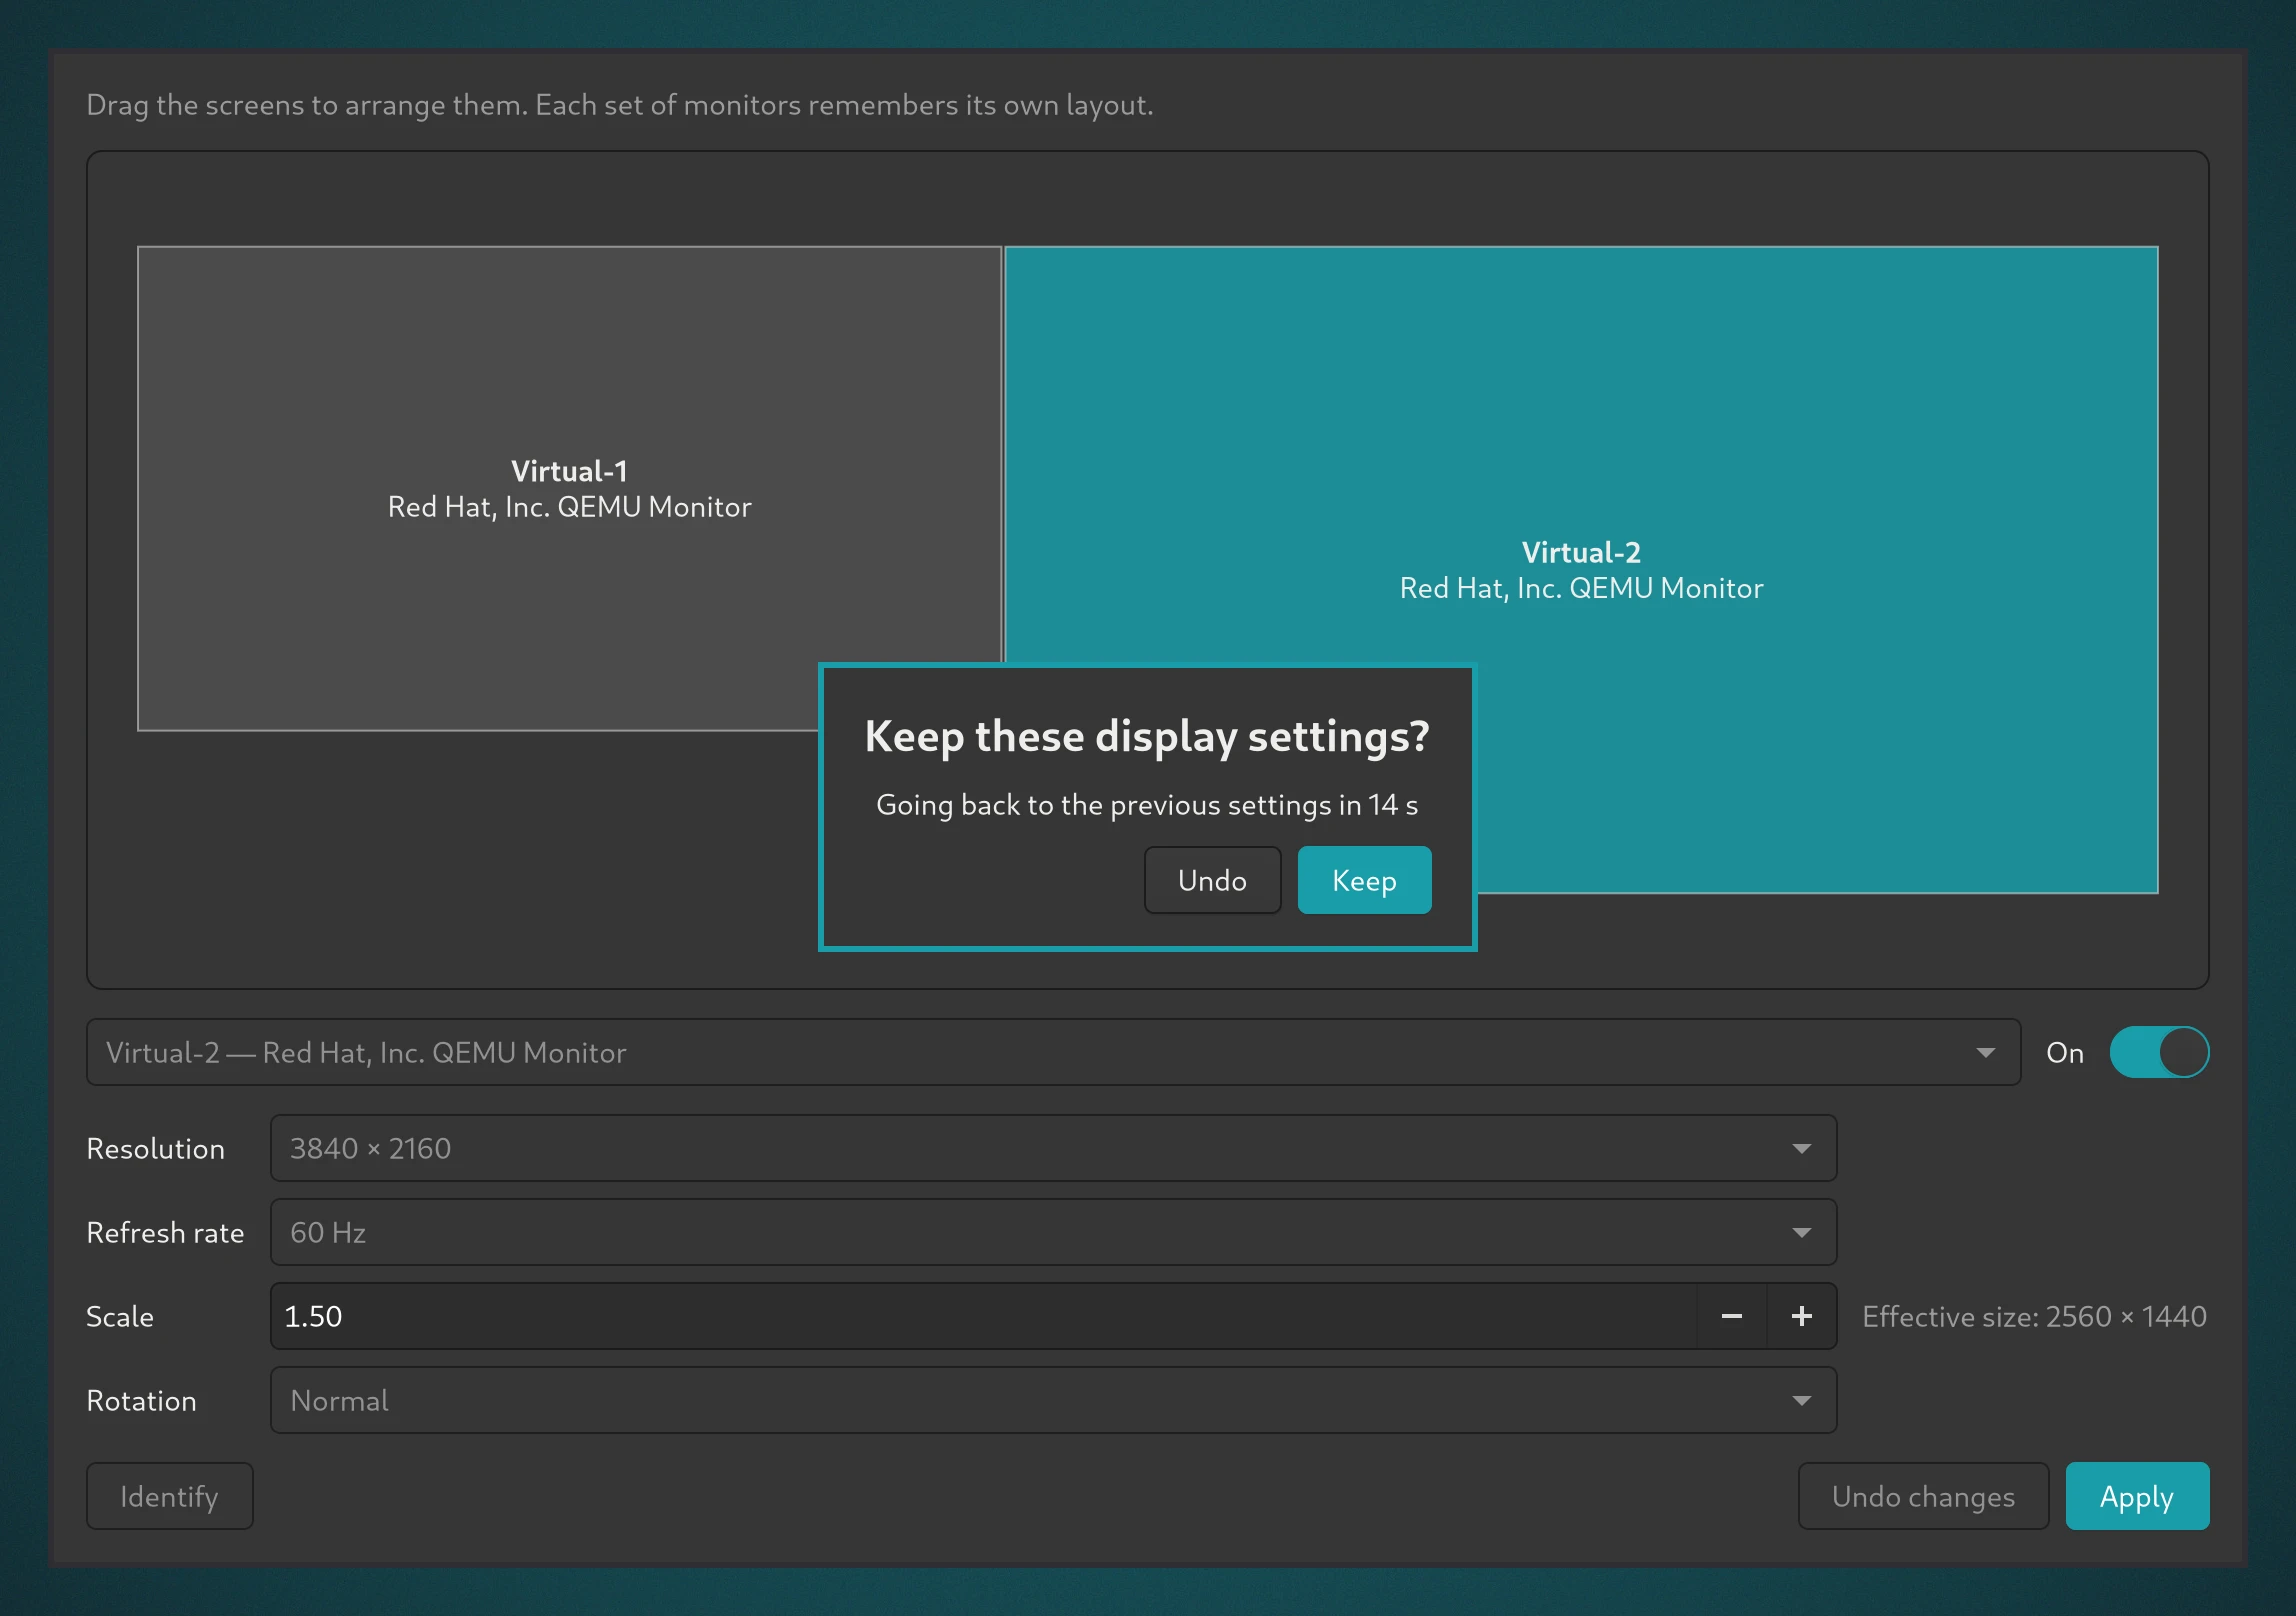 Drag the screens to arrange them. Each set of monitors remembers its own layout.
Virtual-1
Red Hat, Inc. QEMU Monitor
Virtual-2
Red Hat, Inc. QEMU Monitor
Keep these display settings?
Going back to the previous settings in 14 s
Undo
Keep
Virtual-2 — Red Hat, Inc. QEMU Monitor
On
Resolution
3840 × 2160
Refresh rate
60 Hz
Scale
1.50
Effective size: 2560 × 1440
Rotation
Normal
Identify
Undo changes
Apply